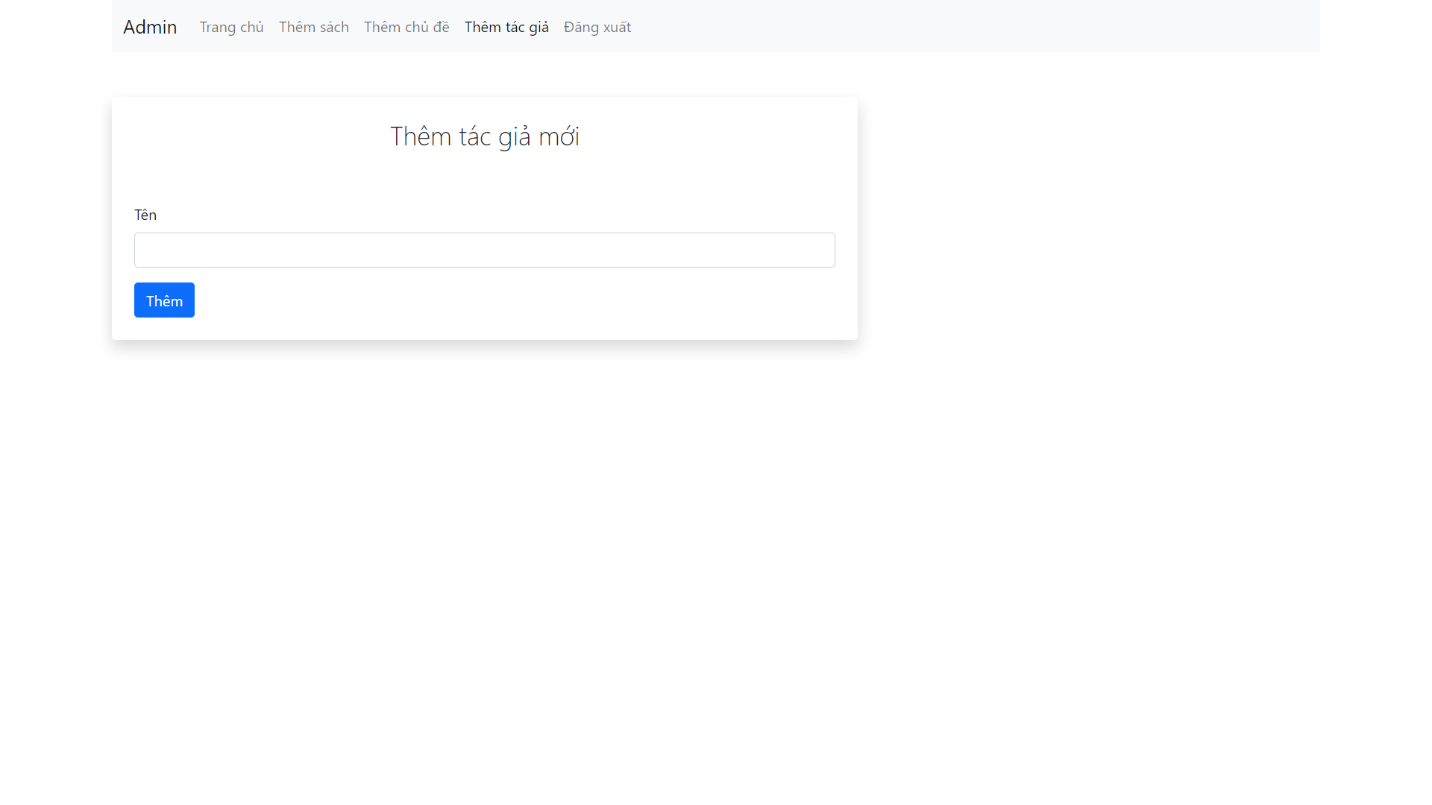 Admin Trang chủ Thêm sách Thêm chủ đề Thêm tác giả Đăng xuất
Thêm tác giả mới
Tên
Thêm